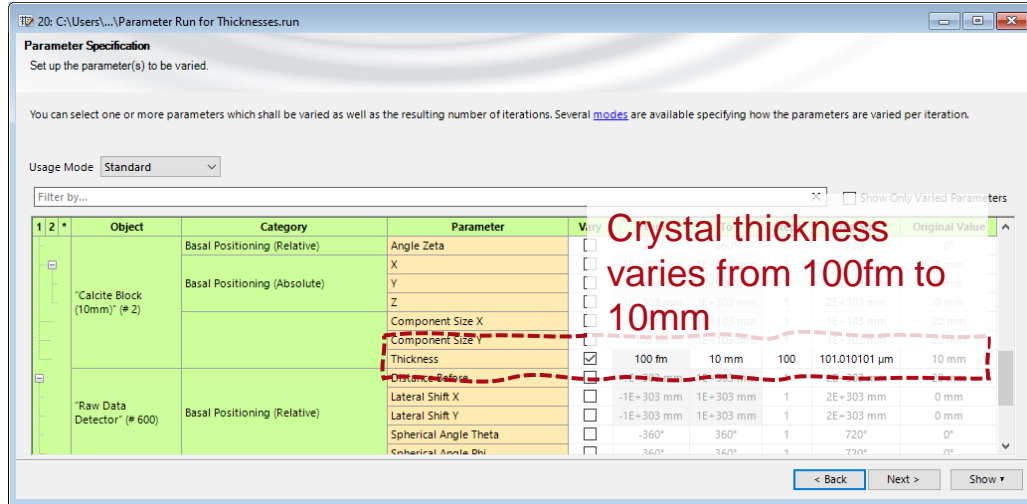 20: C:\Users\...\Parameter Run for Thicknesses.run
Parameter Specification
Set up the parameter(s) to be varied.
You can select one or more parameters which shall be varied as well as the resulting number of iterations. Several modes are available specifying how the parameters are varied per iteration.
Usage Mode Standard
Filter by... Show Only Varied Parameters
1 2 * Object Category Parameter Original Value
Basal Positioning (Relative) Angle Zeta 0°
"Calcite Block (10mm)" (# 2)
Basal Positioning (Absolute)
X
Y
Z 1 2E+303 mm 0 mm
Component Size X 20 mm
Component Size Y
Thickness 100 fm 10 mm 100 101.010101 µm 10 mm
Crystal thickness
varies from 100fm to
10mm
"Raw Data Detector" (# 600)
Basal Positioning (Relative)
Distance Before
Lateral Shift X -1E+303 mm 1E+303 mm 1 2E+303 mm 0 mm
Lateral Shift Y -1E+303 mm 1E+303 mm 1 2E+303 mm 0 mm
Spherical Angle Theta -360° 360° 1 720° 0°
Spherical Angle Phi
< Back Next > Show